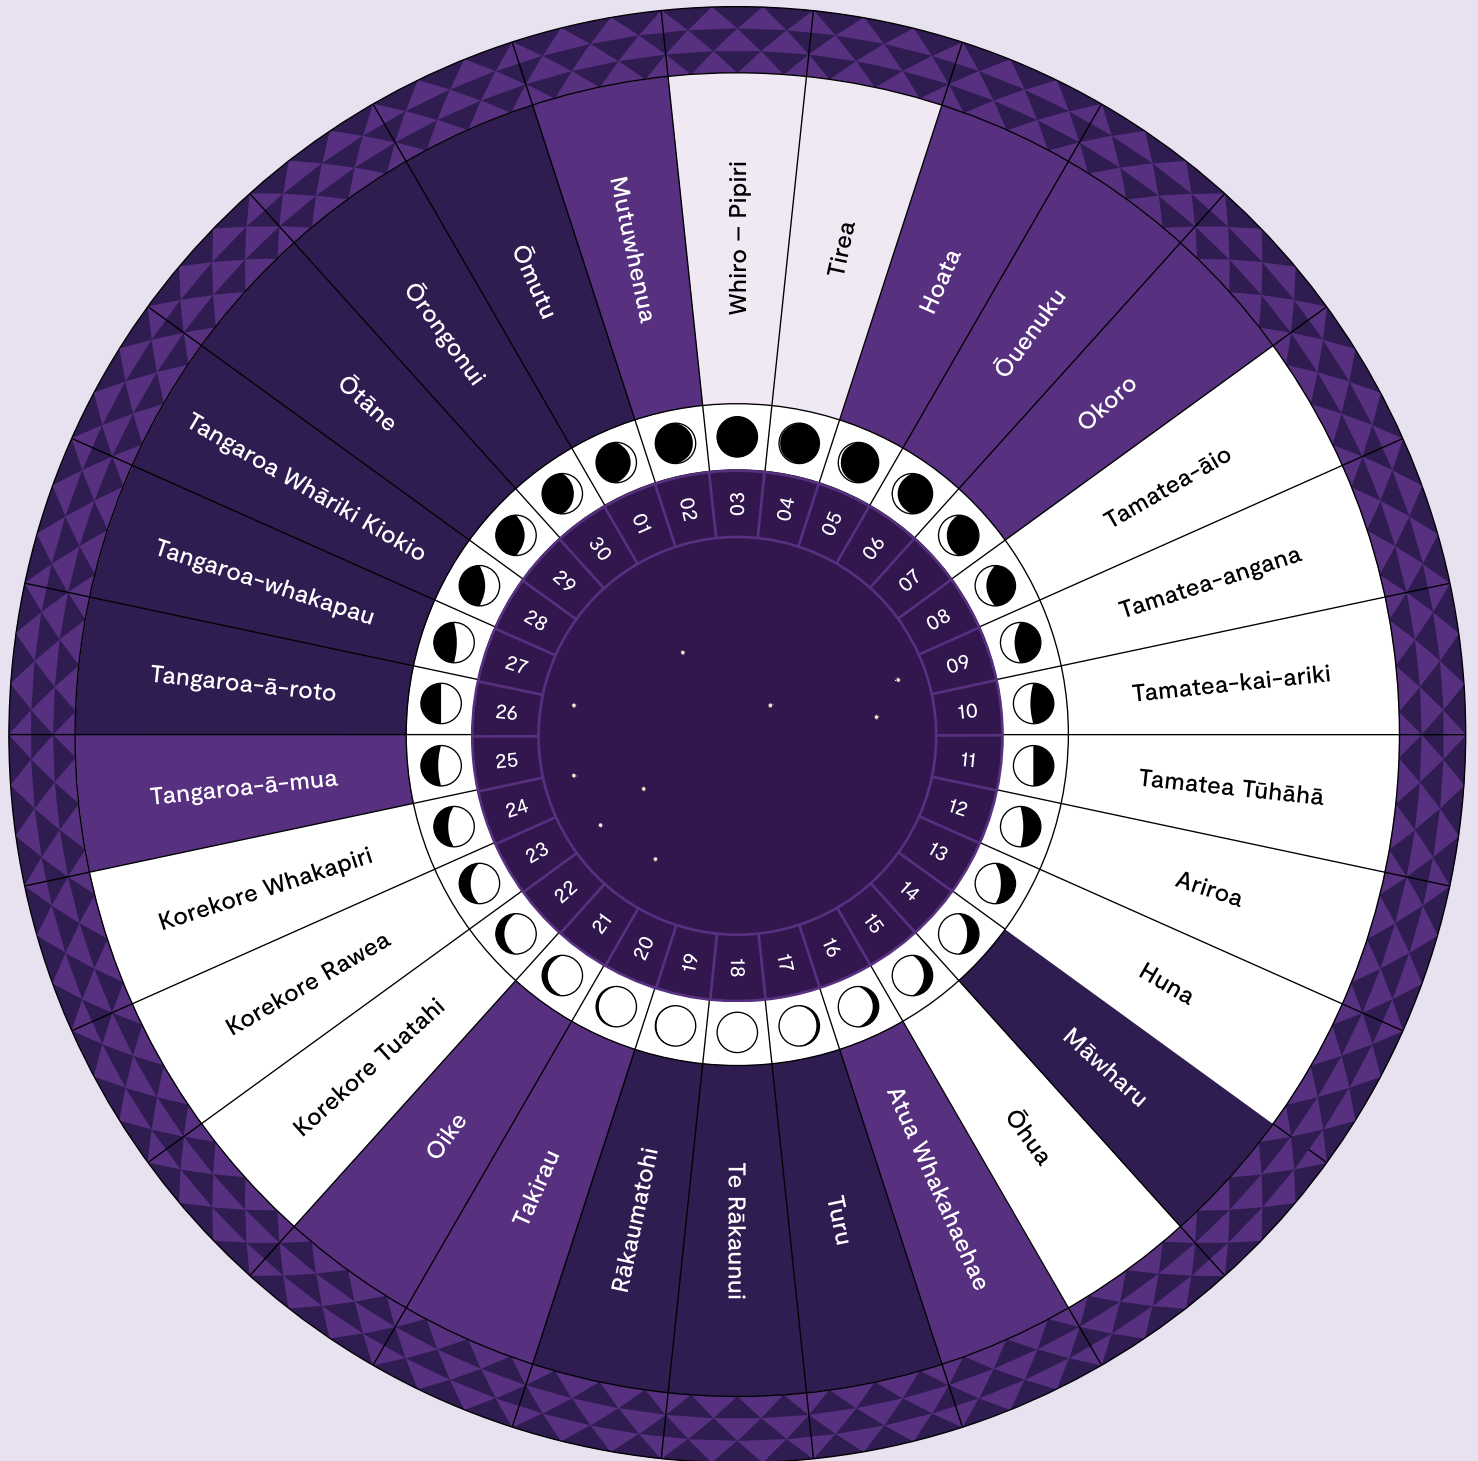 Whiro – Pipiri
Tirea
Hoata
Ōuenuku
Okoro
Tamatea-āio
Tamatea-angana
Tamatea-kai-ariki
Tamatea Tūhāhā
Ariroa
Huna
Māwharu
Ōhua
Atua Whakahaehae
Turu
Te Rākaunui
Rākaumatohi
Takirau
Oike
Korekore Tuatahi
Korekore Rawea
Korekore Whakapiri
Tangaroa-ā-mua
Tangaroa-ā-roto
Tangaroa-whakapau
Tangaroa Whāriki Kiokio
Ōtāne
Ōrongonui
Ōmutu
Mutuwhenua
03
04
05
06
07
08
09
10
11
12
13
14
15
16
17
18
19
20
21
22
23
24
25
26
27
28
29
30
01
02